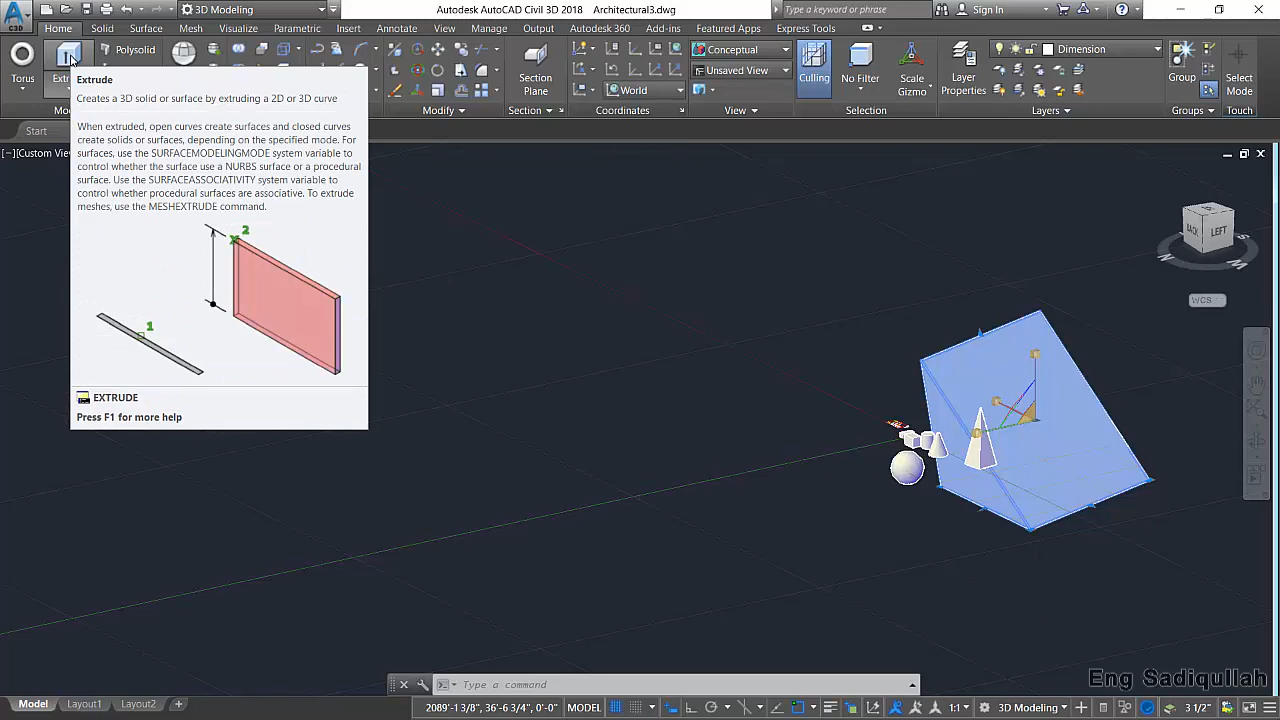 3D Modeling
Autodesk AutoCAD Civil 3D 2018 Architectural3.dwg
Type a keyword or phrase
Sign In
C3D
Home Solid Surface Mesh Visualize Parametric Insert Annotate View Manage Output Autodesk 360 Add-ins Featured Apps Express Tools
Torus
Extr
Polysolid
Section
Plane
World
Conceptual
Unsaved View
Culling
No Filter
Scale
Gizmo
Layer
Properties
Dimension
Group
Select
Mode
Modify Section Coordinates View Selection Layers Groups Touch
Start
[−][Custom View
Extrude
Creates a 3D solid or surface by extruding a 2D or 3D curve
When extruded, open curves create surfaces and closed curves
create solids or surfaces, depending on the specified mode. For
surfaces, use the SURFACEMODELINGMODE system variable to
control whether the surface use a NURBS surface or a procedural
surface. Use the SURFACEASSOCIATIVITY system variable to
control whether procedural surfaces are associative. To extrude
meshes, use the MESHEXTRUDE command.
2
1
EXTRUDE
Press F1 for more help
BACK LEFT
N
S
WCS
Type a command
Eng Sadiqullah
Model Layout1 Layout2
2089'-1 3/8", 36'-6 3/4", 0'-0" MODEL 1:1 3D Modeling 3 1/2"